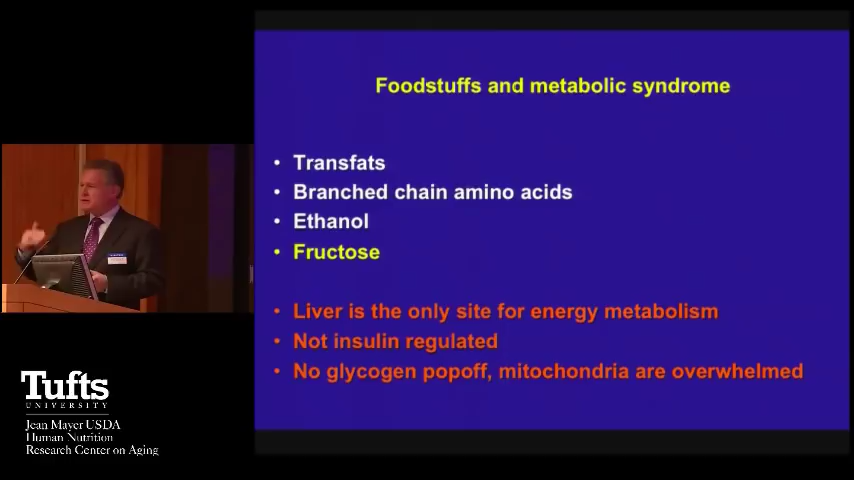 Foodstuffs and metabolic syndrome
• Transfats
• Branched chain amino acids
• Ethanol
• Fructose
• Liver is the only site for energy metabolism
• Not insulin regulated
• No glycogen popoff, mitochondria are overwhelmed
Tufts
UNIVERSITY
Jean Mayer USDA
Human Nutrition
Research Center on Aging